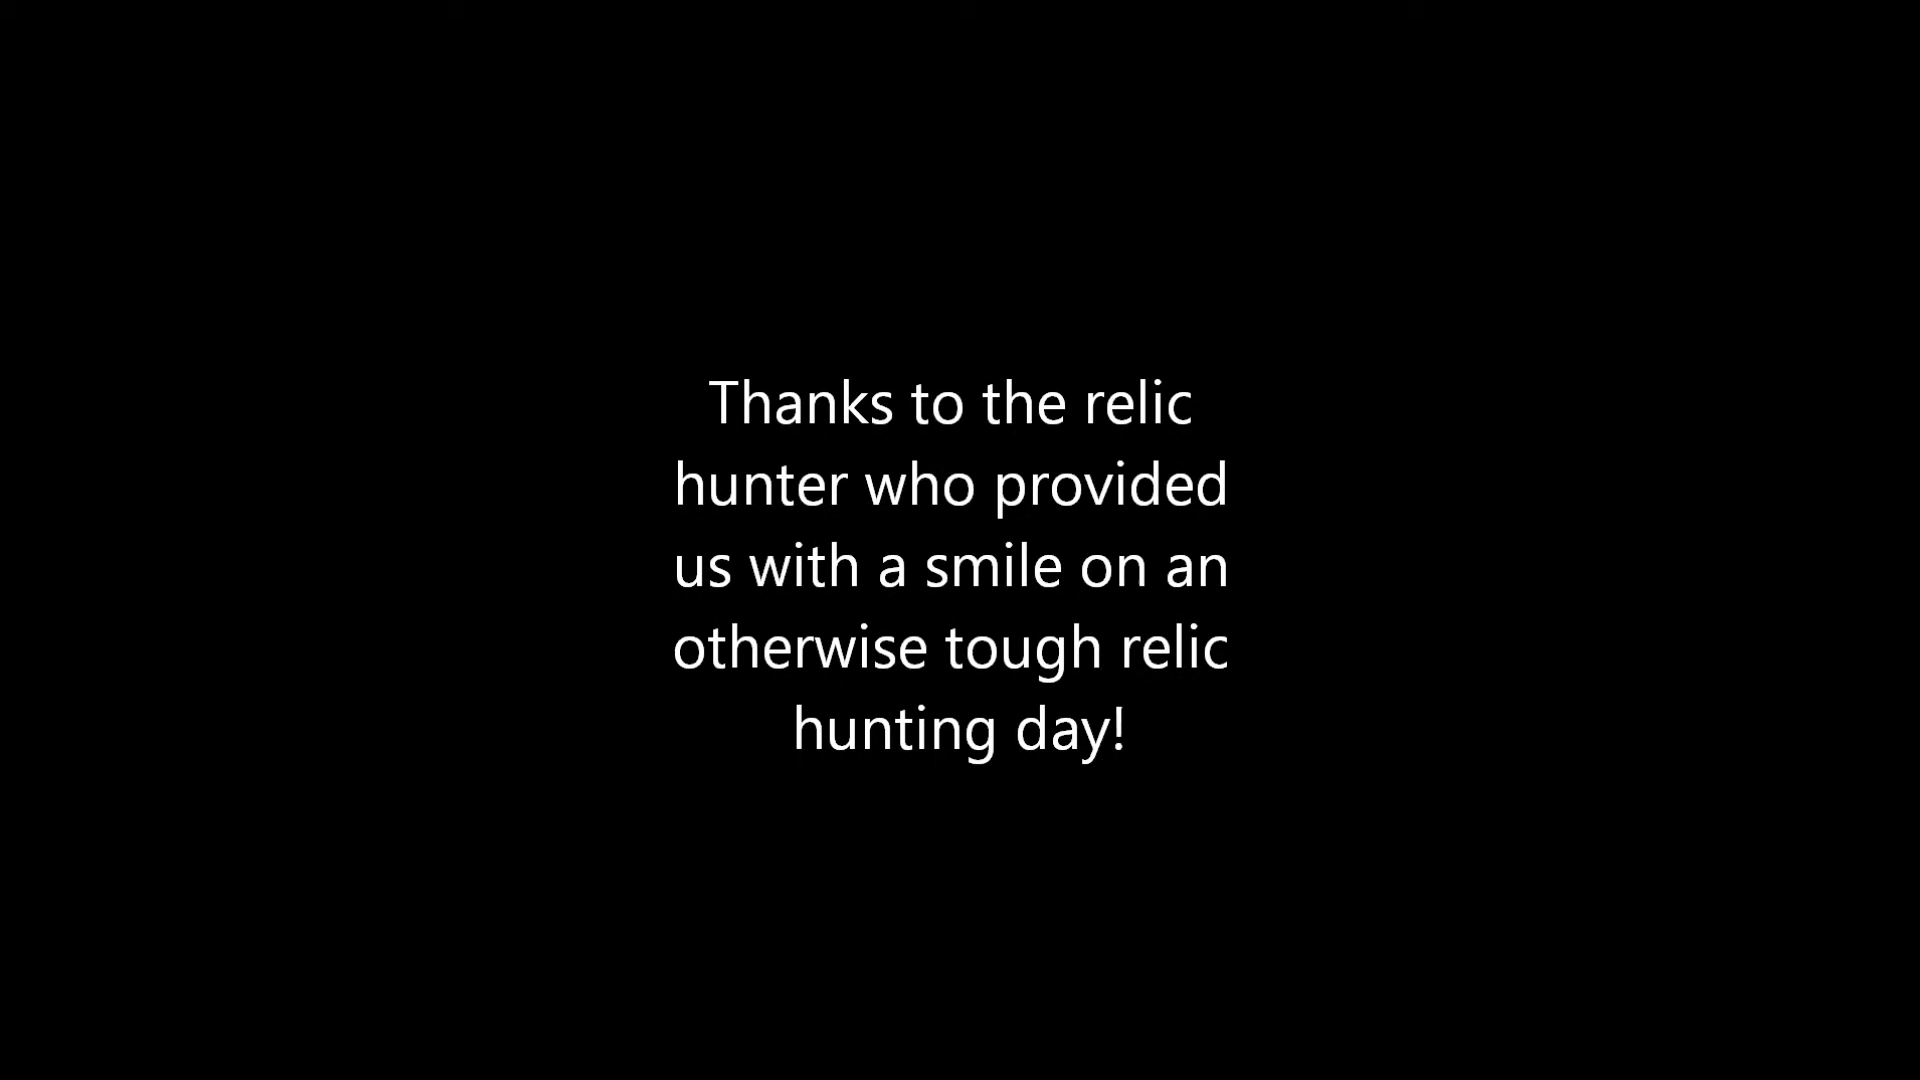 Thanks to the relic
hunter who provided
us with a smile on an
otherwise tough relic
hunting day!